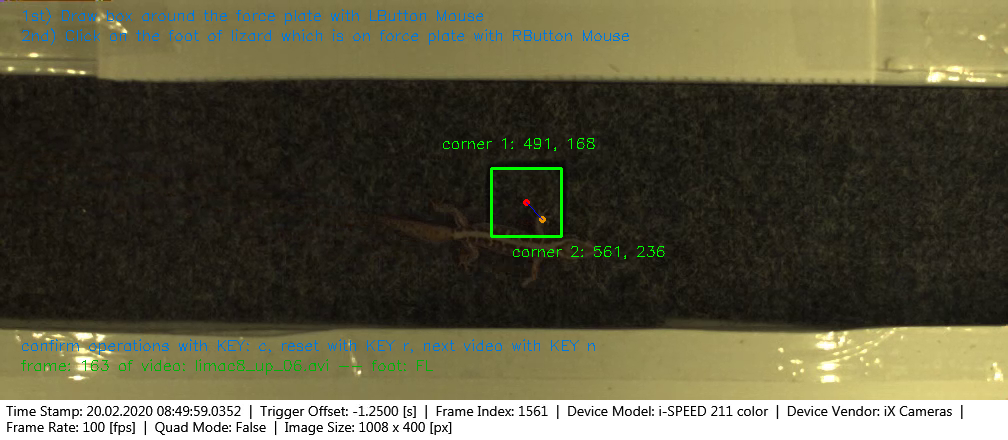 1st) Draw box around the force plate with LButton Mouse
2nd) Click on the foot of lizard which is on force plate with RButton Mouse
corner 1: 491, 168
corner 2: 561, 236
confirm operations with KEY: c, reset with KEY r, next video with KEY n
frame: 163 of video: limac3_up_06.avi -- foot: FL
Time Stamp: 20.02.2020 08:49:59.0352 | Trigger Offset: -1.2500 [s] | Frame Index: 1561 | Device Model: i-SPEED 211 color | Device Vendor: iX Cameras |
Frame Rate: 100 [fps] | Quad Mode: False | Image Size: 1008 x 400 [px]